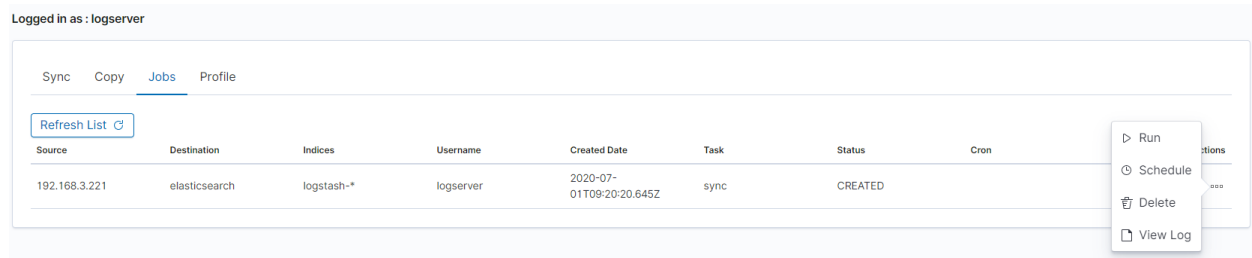 Logged in as : logserver
Sync Copy Jobs Profile
Refresh List
Source Destination Indices Username Created Date Task Status Cron ctions
192.168.3.221 elasticsearch logstash-* logserver 2020-07-
01T09:20:20.645Z sync CREATED
Run
Schedule
Delete
View Log